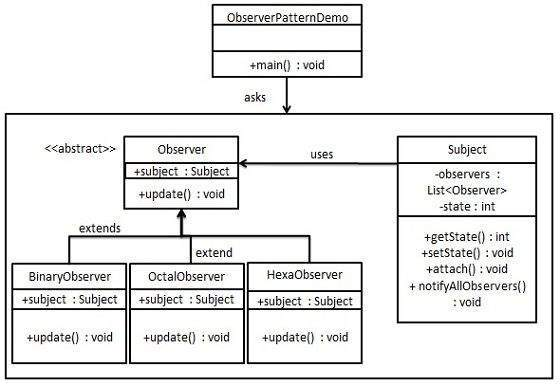 ObserverPatternDemo
+main() : void
asks
<<abstract>>
Observer
+subject : Subject
+update() : void
uses
Subject
-observers :
List<Observer>
-state : int
+getState() : int
+setState() : void
+attach() : void
+ notifyAllObservers()
: void
extends
extend
BinaryObserver
+subject : Subject
+update() : void
OctalObserver
+subject : Subject
+update() : void
HexaObserver
+subject : Subject
+update() : void